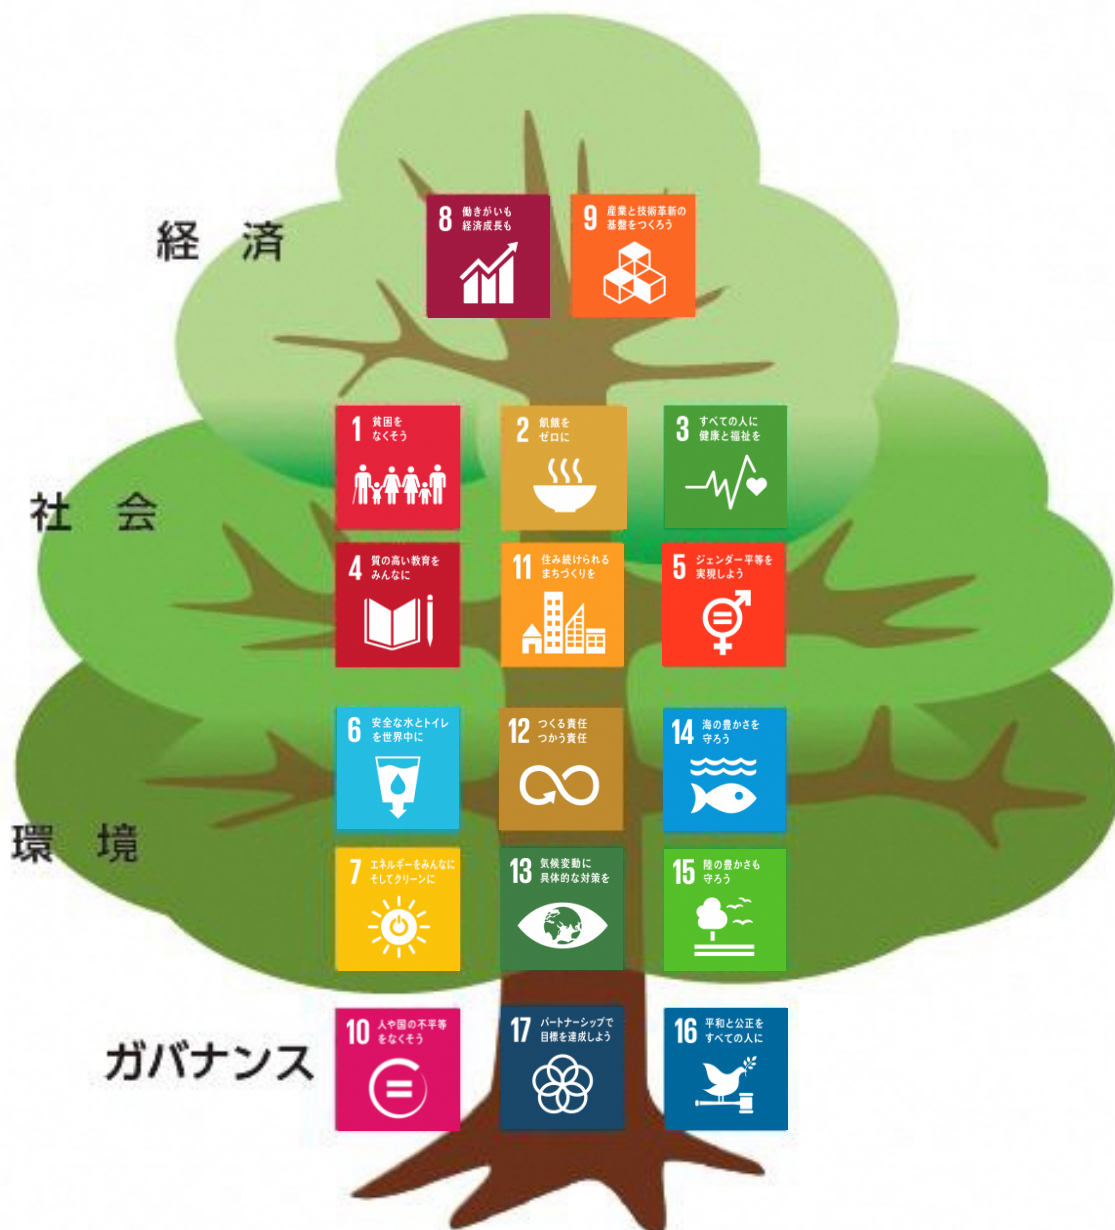 経 済
8 働きがいも
経済成長も
9 産業と技術革新の
基盤をつくろう
社 会
1 貧困を
なくそう
2 飢餓を
ゼロに
3 すべての人に
健康と福祉を
4 質の高い教育を
みんなに
11 住み続けられる
まちづくりを
5 ジェンダー平等を
実現しよう
環 境
6 安全な水とトイレ
を世界中に
12 つくる責任
つかう責任
14 海の豊かさを
守ろう
7 エネルギーをみんなに
そしてクリーンに
13 気候変動に
具体的な対策を
15 陸の豊かさも
守ろう
ガバナンス
10 人や国の不平等
をなくそう
17 パートナーシップで
目標を達成しよう
16 平和と公正を
すべての人に